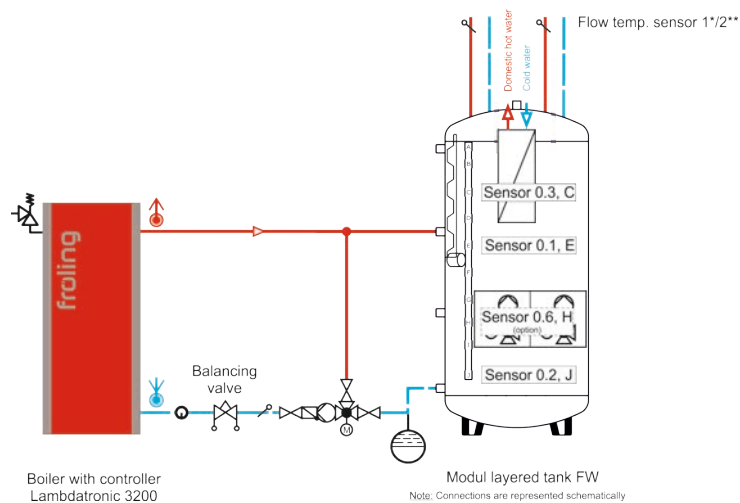 Flow temp. sensor 1*/2**
Domestic hot water
Cold water
A
B
C
D
E
F
G
H
I
J
Sensor 0.3, C
Sensor 0.1, E
Sensor 0.6, H
(option)
Sensor 0.2, J
froling
Balancing
valve
M
Boiler with controller
Lambdatronic 3200
Modul layered tank FW
Note: Connections are represented schematically